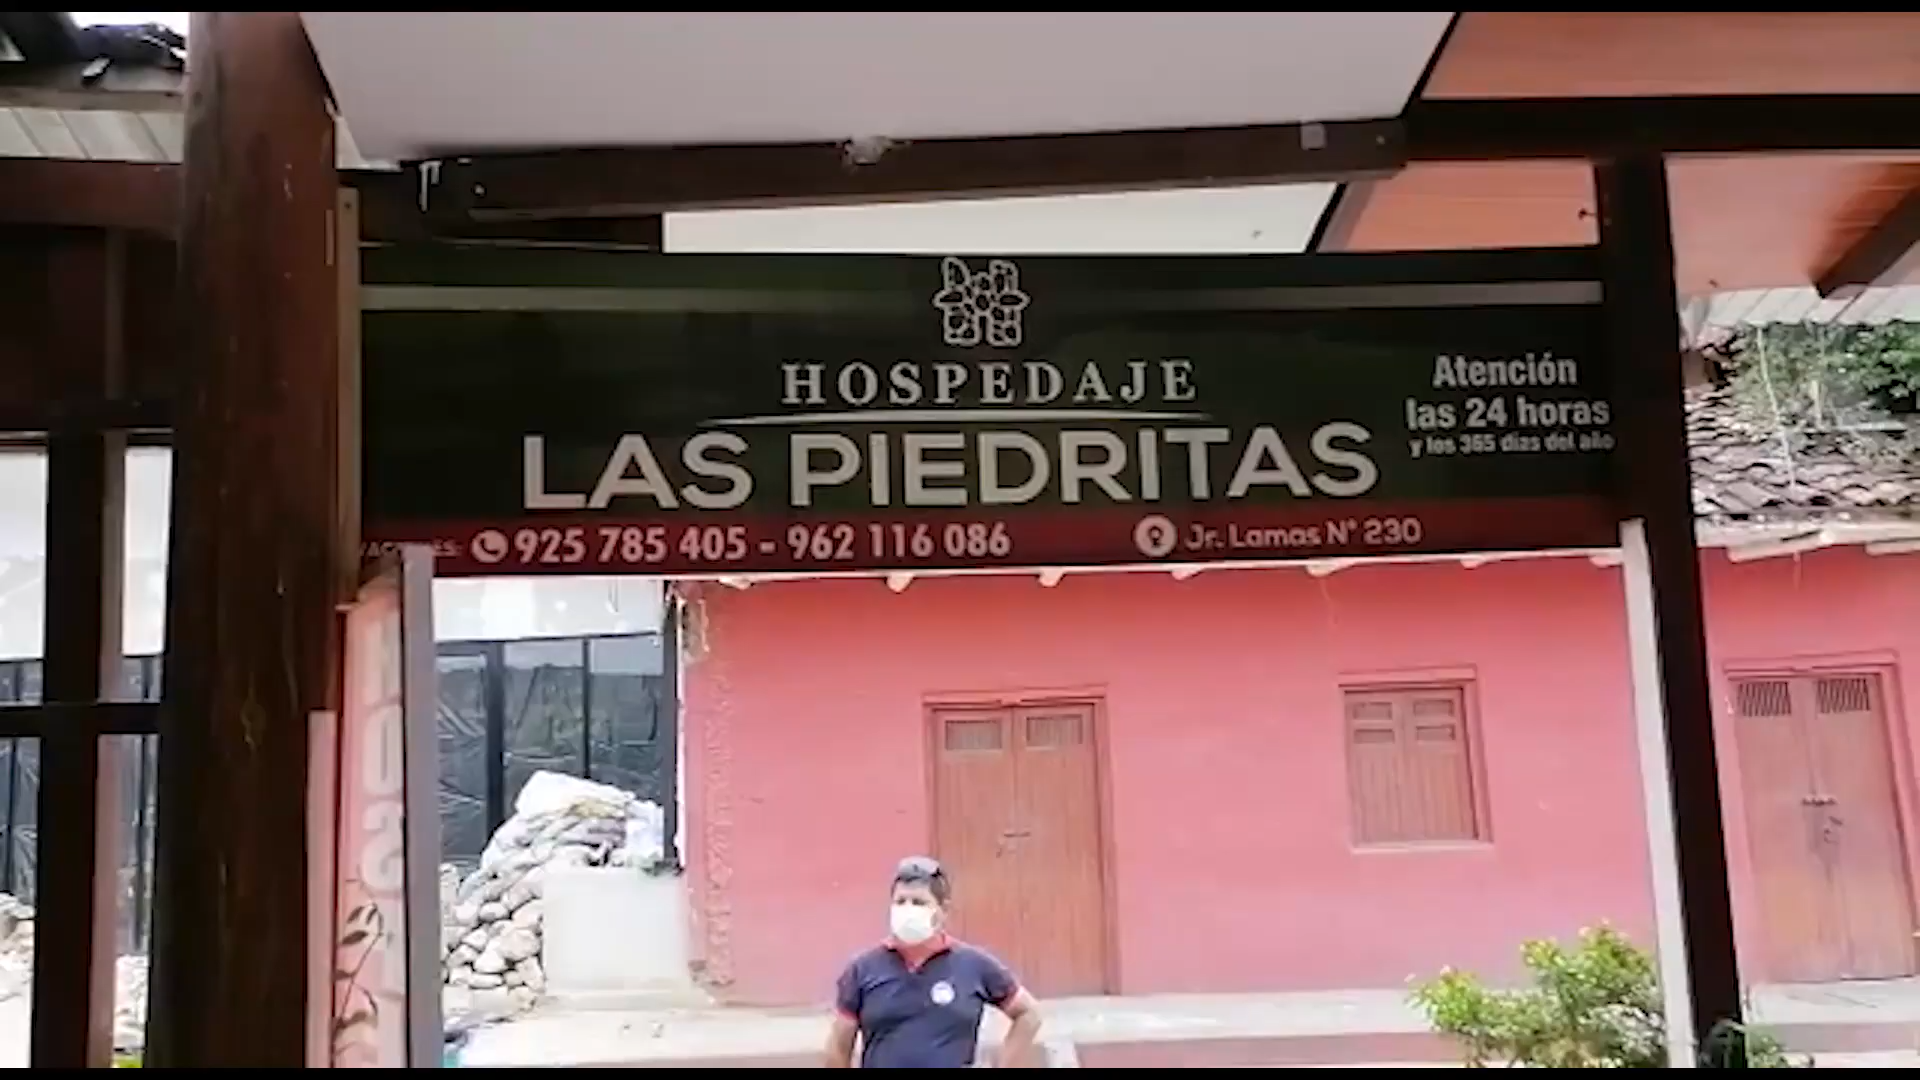 HOSPEDAJE
LAS PIEDRITAS
Atención
las 24 horas
y los 365 días del año
925 785 405 - 962 116 086
Jr. Lamas N° 230